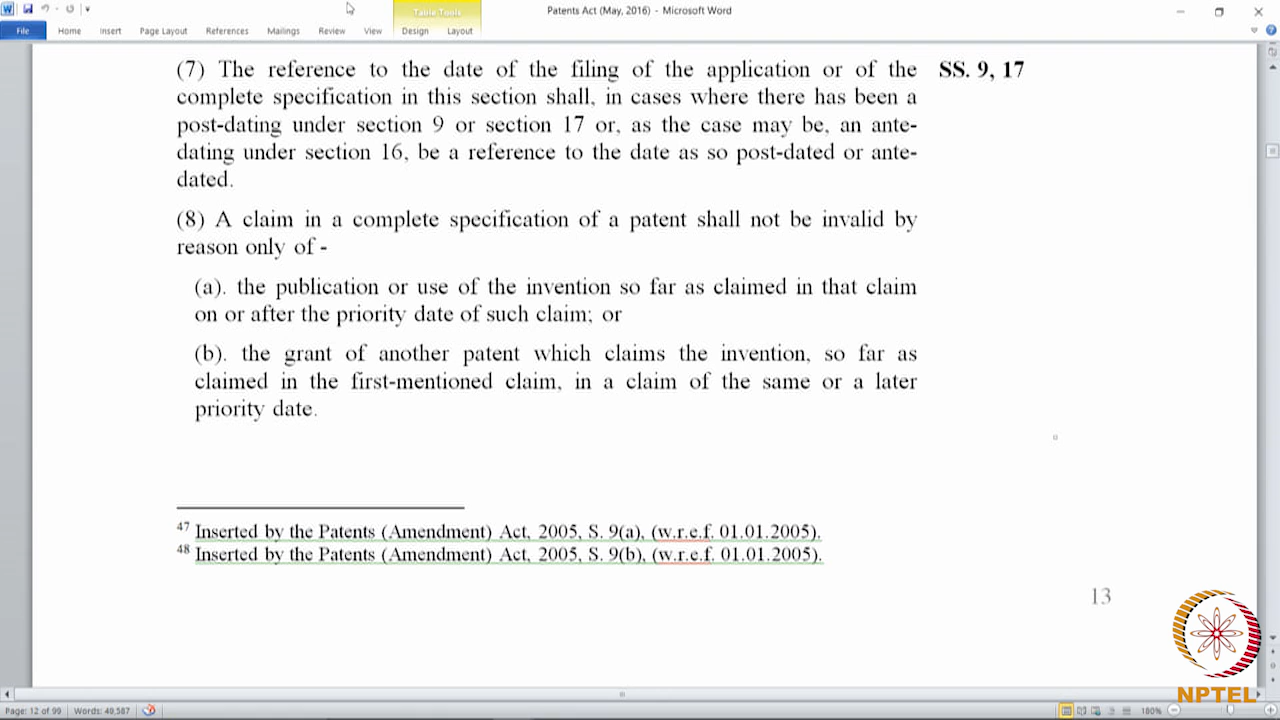 Table Tools
Patents Act (May, 2016) - Microsoft Word
File Home Insert Page Layout References Mailings Review View Design Layout
(7) The reference to the date of the filing of the application or of the SS. 9, 17
complete specification in this section shall, in cases where there has been a
post-dating under section 9 or section 17 or, as the case may be, an ante-
dating under section 16, be a reference to the date as so post-dated or ante-
dated.
(8) A claim in a complete specification of a patent shall not be invalid by
reason only of -
(a). the publication or use of the invention so far as claimed in that claim
on or after the priority date of such claim; or
(b). the grant of another patent which claims the invention, so far as
claimed in the first-mentioned claim, in a claim of the same or a later
priority date.
47 Inserted by the Patents (Amendment) Act, 2005, S. 9(a), (w.r.e.f. 01.01.2005).
48 Inserted by the Patents (Amendment) Act, 2005, S. 9(b), (w.r.e.f. 01.01.2005).
13
NPTEL
Page: 12 of 99 Words: 49,587 180%